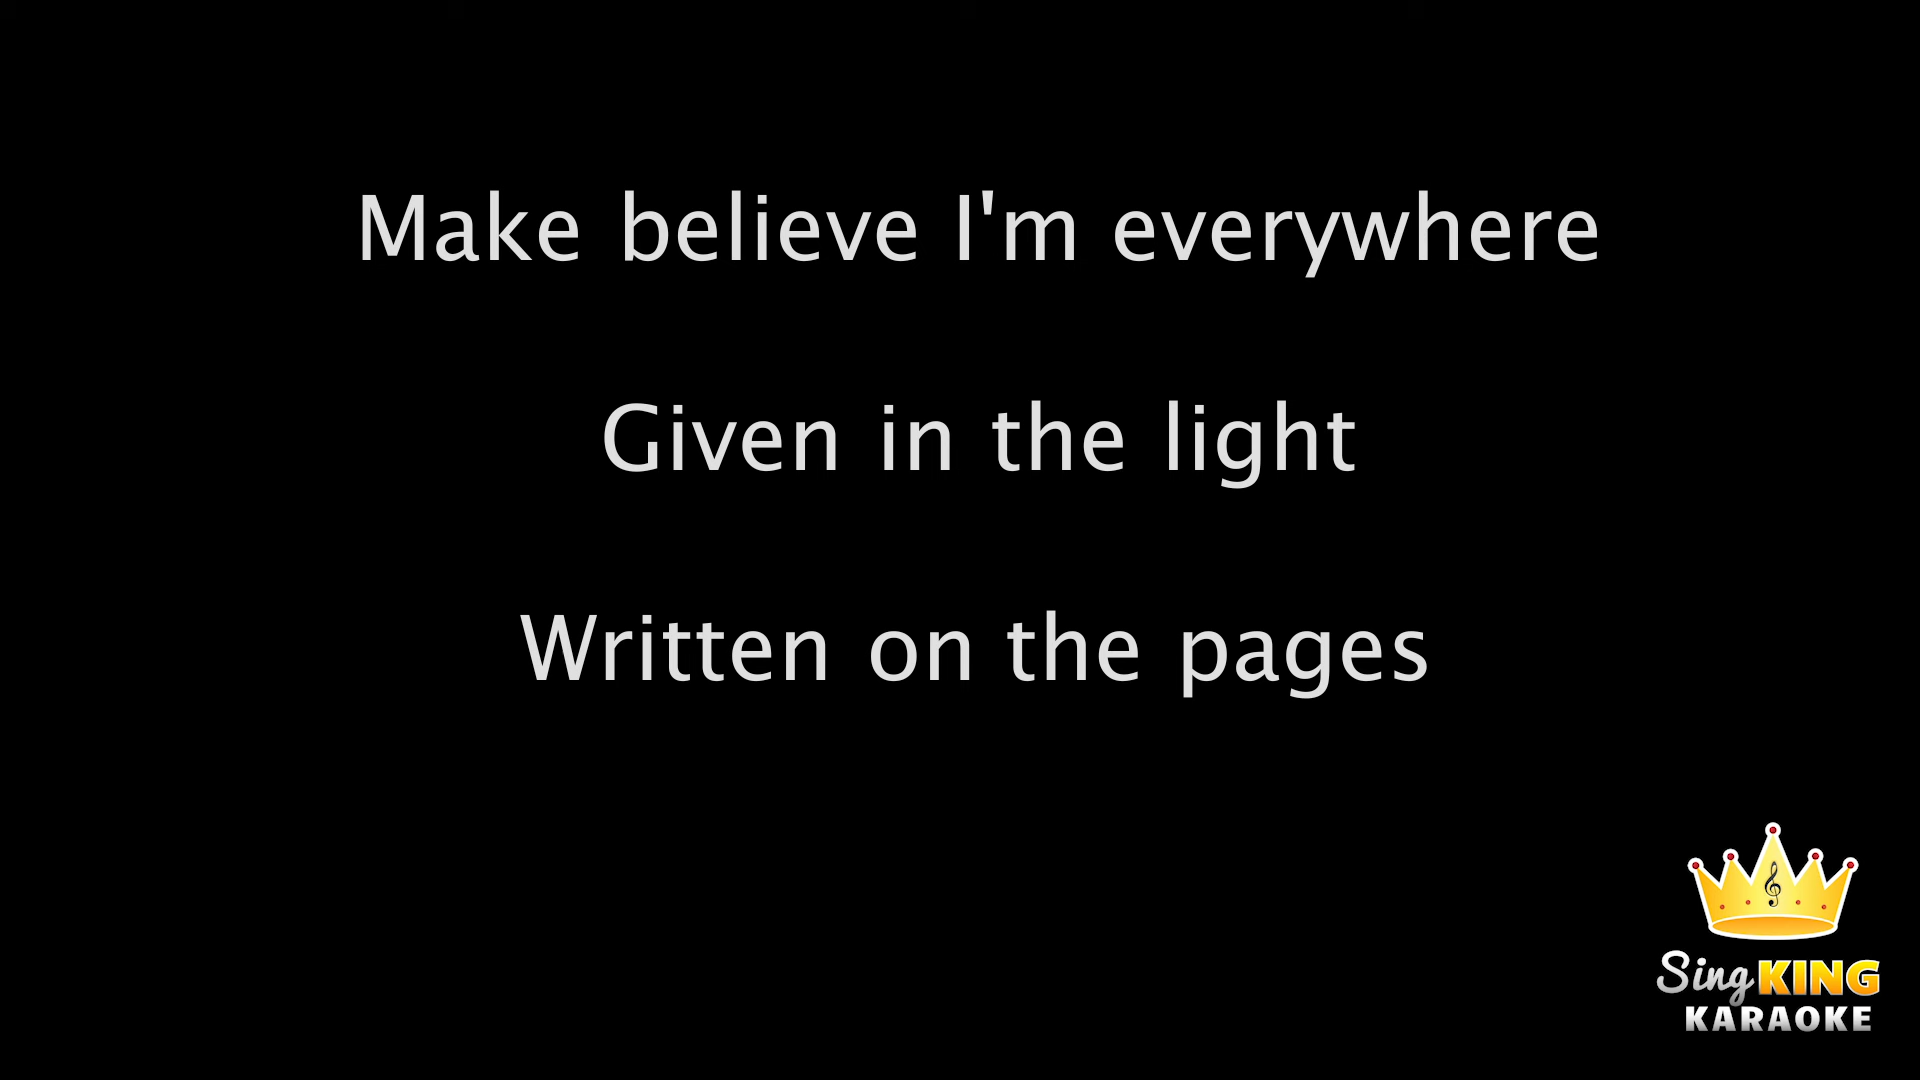 Make believe I'm everywhere
Given in the light
Written on the pages
Sing KING
KARAOKE